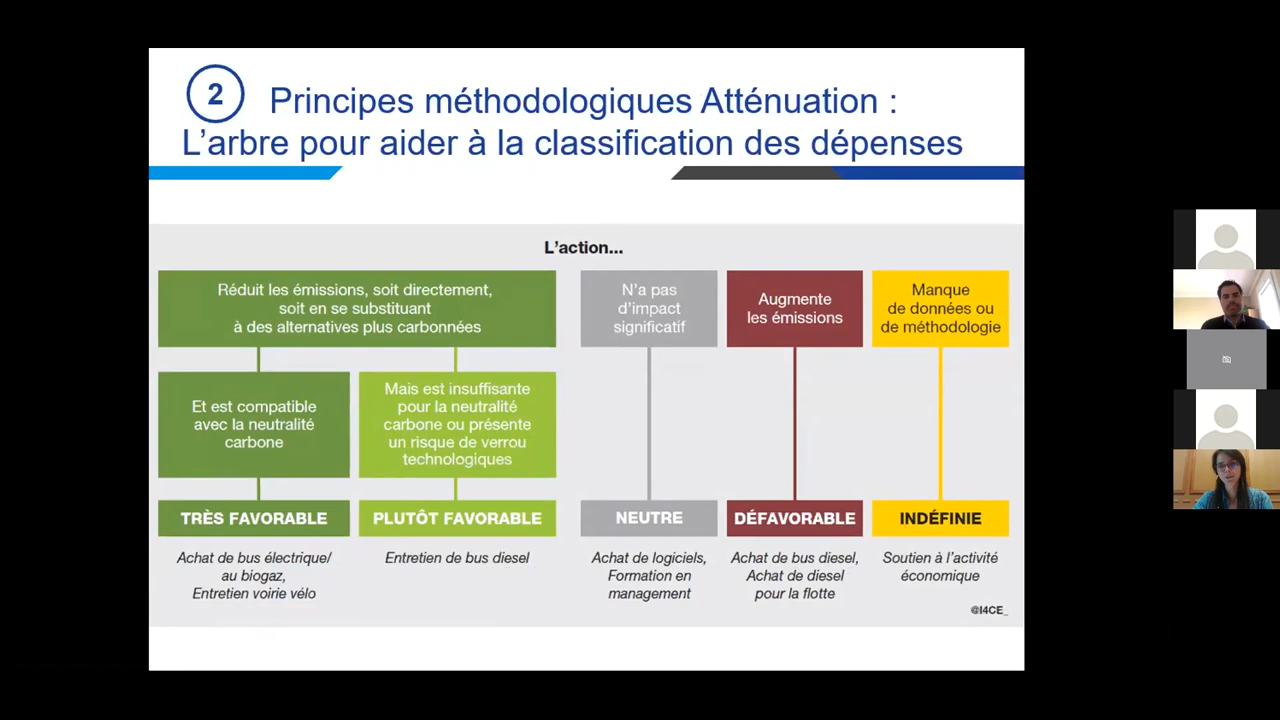 2
Principes méthodologiques Atténuation :
L'arbre pour aider à la classification des dépenses
L'action...
Réduit les émissions, soit directement,
soit en se substituant
à des alternatives plus carbonnées
N'a pas
d'impact
significatif
Augmente
les émissions
Manque
de données ou
de méthodologie
Et est compatible
avec la neutralité
carbone
Mais est insuffisante
pour la neutralité
carbone ou présente
un risque de verrou
technologiques
TRÈS FAVORABLE
PLUTÔT FAVORABLE
NEUTRE
DÉFAVORABLE
INDÉFINIE
Achat de bus électrique/
au biogaz,
Entretien voirie vélo
Entretien de bus diesel
Achat de logiciels,
Formation en
management
Achat de bus diesel,
Achat de diesel
pour la flotte
Soutien à l'activité
économique
@I4CE_